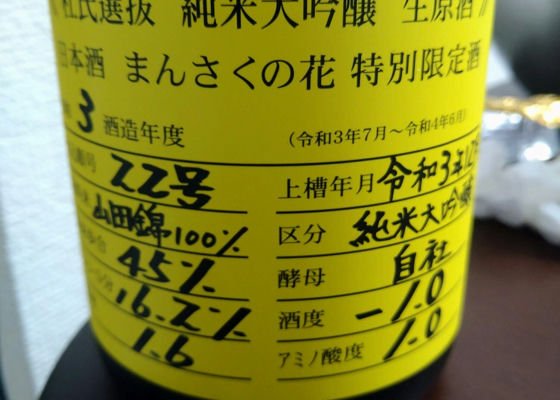 杜氏選抜 純米大吟醸 生原酒
日本酒 まんさくの花 特別限定酒
3 酒造年度 (令和3年7月～令和4年6月)
号 22号 上槽年月 令和3年12
山田錦100% 区分 純米大吟醸
歩合 45% 酵母 自社
16.2% 酒度 -1.0
1.6 アミノ酸度 1.0